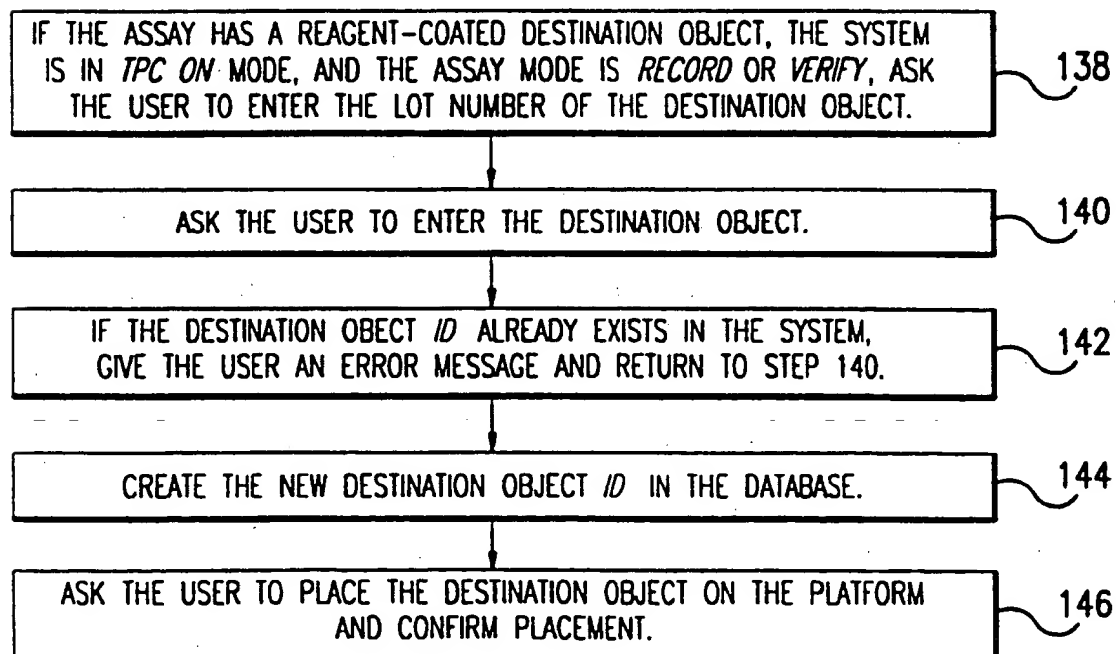 IF THE ASSAY HAS A REAGENT-COATED DESTINATION OBJECT, THE SYSTEM
IS IN TPC ON MODE, AND THE ASSAY MODE IS RECORD OR VERIFY, ASK
THE USER TO ENTER THE LOT NUMBER OF THE DESTINATION OBJECT.
138
ASK THE USER TO ENTER THE DESTINATION OBJECT.
140
IF THE DESTINATION OBECT ID ALREADY EXISTS IN THE SYSTEM,
GIVE THE USER AN ERROR MESSAGE AND RETURN TO STEP 140.
142
CREATE THE NEW DESTINATION OBJECT ID IN THE DATABASE.
144
ASK THE USER TO PLACE THE DESTINATION OBJECT ON THE PLATFORM
AND CONFIRM PLACEMENT.
146